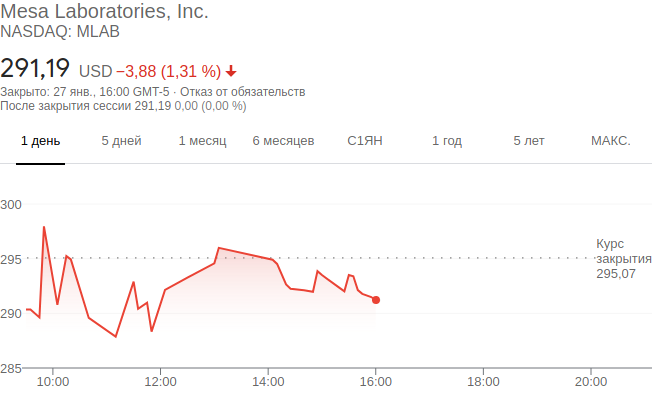 Mesa Laboratories, Inc.
NASDAQ: MLAB
291,19 USD −3,88 (1,31 %)
Закрыто: 27 янв., 16:00 GMT-5 · Отказ от обязательств
После закрытия сессии 291,19 0,00 (0,00 %)
1 день 5 дней 1 месяц 6 месяцев С1ЯН 1 год 5 лет МАКС.
300
Курс
295 закрытия
295,07
290
285
10:00 12:00 14:00 16:00 18:00 20:00